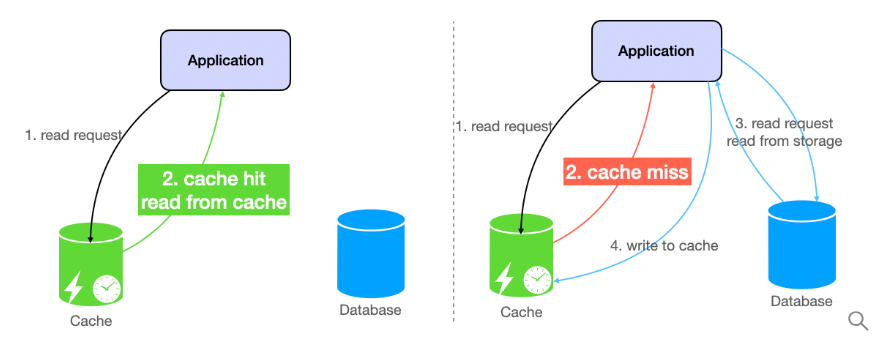 Application
1. read request
2. cache hit
read from cache
Cache
Database
Application
1. read request
2. cache miss
3. read request
read from storage
4. write to cache
Cache
Database